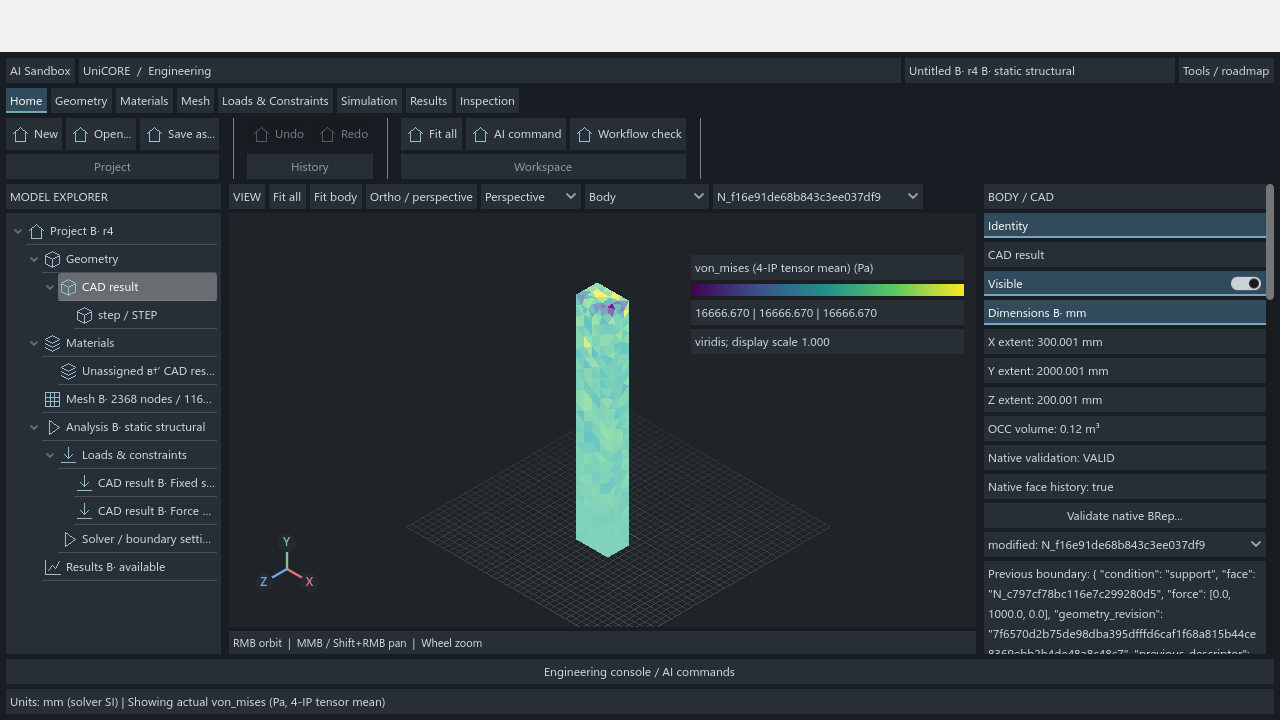 AI Sandbox
UniCORE / Engineering
Untitled B· r4 B· static structural
Tools / roadmap
Home
Geometry
Materials
Mesh
Loads & Constraints
Simulation
Results
Inspection
New
Open...
Save as...
Undo
Redo
Fit all
AI command
Workflow check
Project
History
Workspace
MODEL EXPLORER
Project B· r4
Geometry
CAD result
step / STEP
Materials
Unassigned в†ґ CAD res...
Mesh B· 2368 nodes / 116...
Analysis B· static structural
Loads & constraints
CAD result B· Fixed s...
CAD result B· Force ...
Solver / boundary setti...
Results B· available
VIEW
Fit all
Fit body
Ortho / perspective
Perspective
Body
N_f16e91de68b843c3ee037df9
von_mises (4-IP tensor mean) (Pa)
16666.670 | 16666.670 | 16666.670
viridis; display scale 1.000
Y
Z
X
RMB orbit | MMB / Shift+RMB pan | Wheel zoom
BODY / CAD
Identity
CAD result
Visible
Dimensions B· mm
X extent: 300.001 mm
Y extent: 2000.001 mm
Z extent: 200.001 mm
OCC volume: 0.12 m³
Native validation: VALID
Native face history: true
Validate native BRep...
modified: N_f16e91de68b843c3ee037df9
Previous boundary: { "condition": "support", "face":
"N_c797cf78bc116e7c299280d5", "force": [0.0,
1000.0, 0.0], "geometry_revision":
"7f6570d2b75de98dba395dfffd6caf1f68a815b44ce
Engineering console / AI commands
Units: mm (solver SI) | Showing actual von_mises (Pa, 4-IP tensor mean)